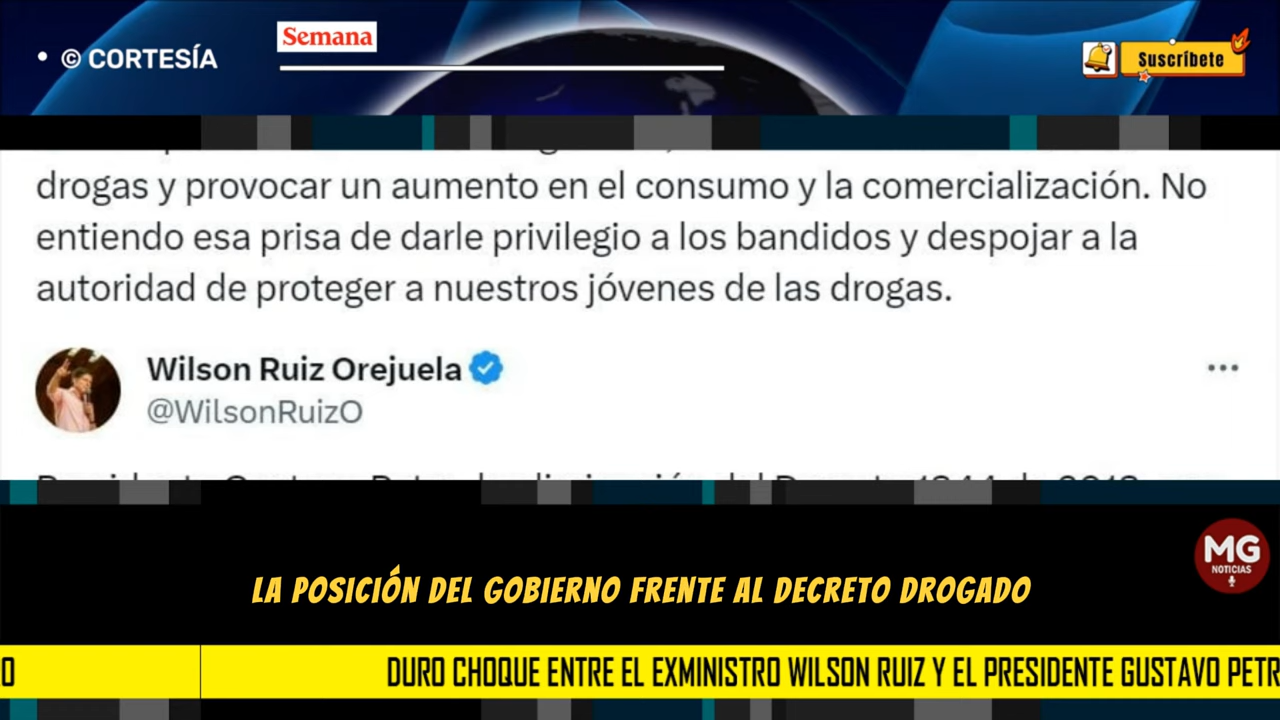 • © CORTESÍA
Semana
Suscríbete
drogas y provocar un aumento en el consumo y la comercialización. No
entiendo esa prisa de darle privilegio a los bandidos y despojar a la
autoridad de proteger a nuestros jóvenes de las drogas.
Wilson Ruiz Orejuela
@WilsonRuizO
MG
NOTICIAS
LA POSICIÓN DEL GOBIERNO FRENTE AL DECRETO DROGADO
O
DURO CHOQUE ENTRE EL EXMINISTRO WILSON RUIZ Y EL PRESIDENTE GUSTAVO PETR